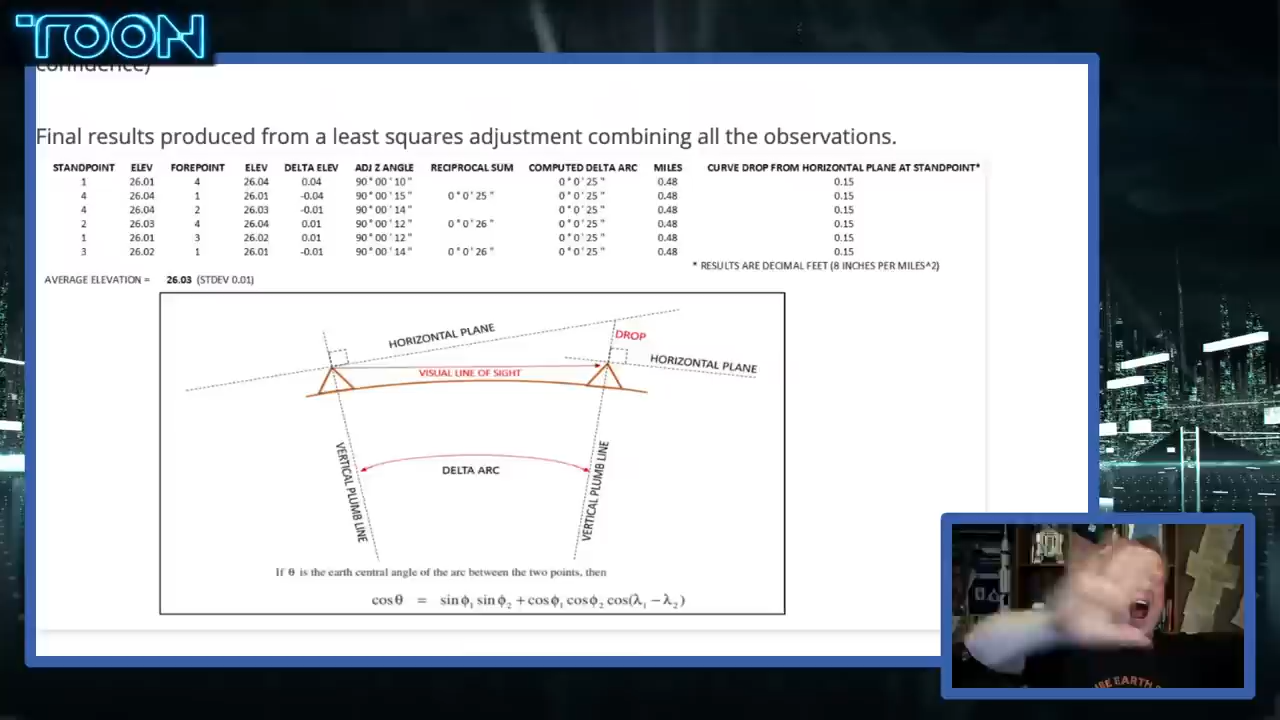 TOON
confidence)
Final results produced from a least squares adjustment combining all the observations.
STANDPOINT ELEV FOREPOINT ELEV DELTA ELEV ADJ Z ANGLE RECIPROCAL SUM COMPUTED DELTA ARC MILES CURVE DROP FROM HORIZONTAL PLANE AT STANDPOINT*
1 26.01 4 26.04 0.04 90°00'10" 0°0'25" 0.48 0.15
4 26.04 1 26.01 -0.04 90°00'15" 0°0'25" 0°0'25" 0.48 0.15
4 26.04 2 26.03 -0.01 90°00'14" 0°0'25" 0.48 0.15
2 26.03 4 26.04 0.01 90°00'12" 0°0'26" 0°0'25" 0.48 0.15
1 26.01 3 26.02 0.01 90°00'12" 0°0'25" 0.48 0.15
3 26.02 1 26.01 -0.01 90°00'14" 0°0'26" 0°0'25" 0.48 0.15
* RESULTS ARE DECIMAL FEET (8 INCHES PER MILES^2)
AVERAGE ELEVATION = 26.03 (STDEV 0.01)
HORIZONTAL PLANE
DROP
HORIZONTAL PLANE
VISUAL LINE OF SIGHT
VERTICAL PLUMB LINE
DELTA ARC
VERTICAL PLUMB LINE
If θ is the earth central angle of the arc between the two points, then
cosθ = sinϕ₁ sinϕ₂ + cosϕ₁ cosϕ₂ cos(λ₁ − λ₂)
EARTH